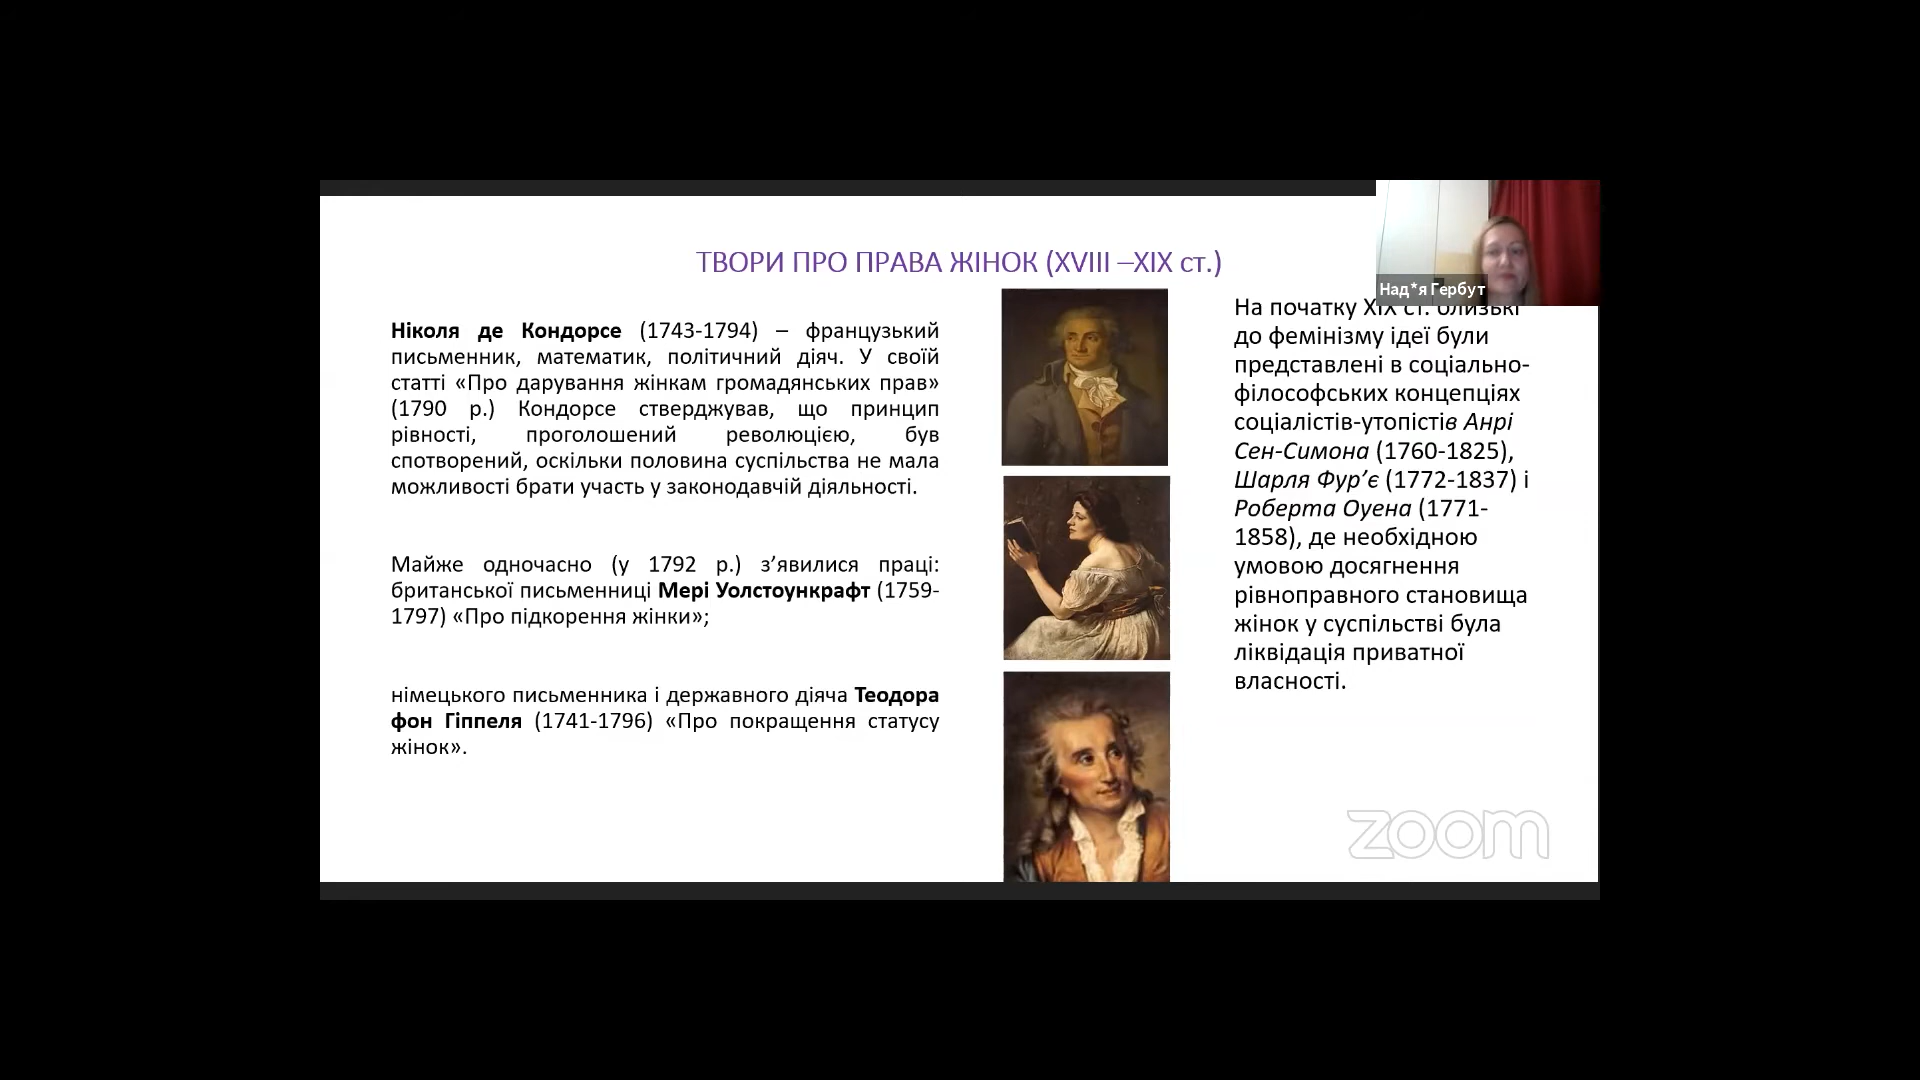 ТВОРИ ПРО ПРАВА ЖІНОК (XVIII –XIX ст.)
Над*я Гербут
Ніколя де Кондорсе (1743-1794) – французький
письменник, математик, політичний діяч. У своїй
статті «Про дарування жінкам громадянських прав»
(1790 р.) Кондорсе стверджував, що принцип
рівності, проголошений революцією, був
спотворений, оскільки половина суспільства не мала
можливості брати участь у законодавчій діяльності.
Майже одночасно (у 1792 р.) з’явилися праці:
британської письменниці Мері Уолстоункрафт (1759-
1797) «Про підкорення жінки»;
німецького письменника і державного діяча Теодора
фон Гіппеля (1741-1796) «Про покращення статусу
жінок».
На початку XIX ст. близькі
до фемінізму ідеї були
представлені в соціально-
філософських концепціях
соціалістів-утопістів Анрі
Сен-Симона (1760-1825),
Шарля Фур’є (1772-1837) і
Роберта Оуена (1771-
1858), де необхідною
умовою досягнення
рівноправного становища
жінок у суспільстві була
ліквідація приватної
власності.
zoom